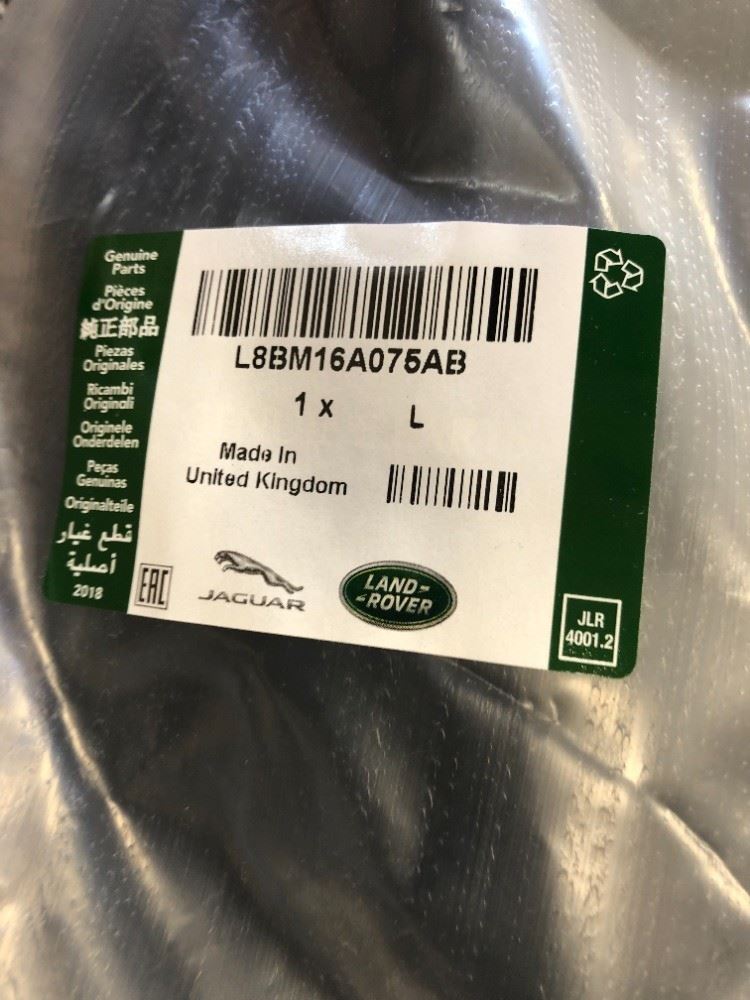 Genuine
Parts
Pièces
d'Origine
純正部品
Piezas
Originales
Ricambi
Originali
Originele
Onderdelen
Peças
Genuinas
Originalteile
قطع غيار
أصلية
2018
L8BM16A075AB
1 x L
Made In
United Kingdom
EAC
JAGUAR
LAND-
-ROVER
JLR
4001.2